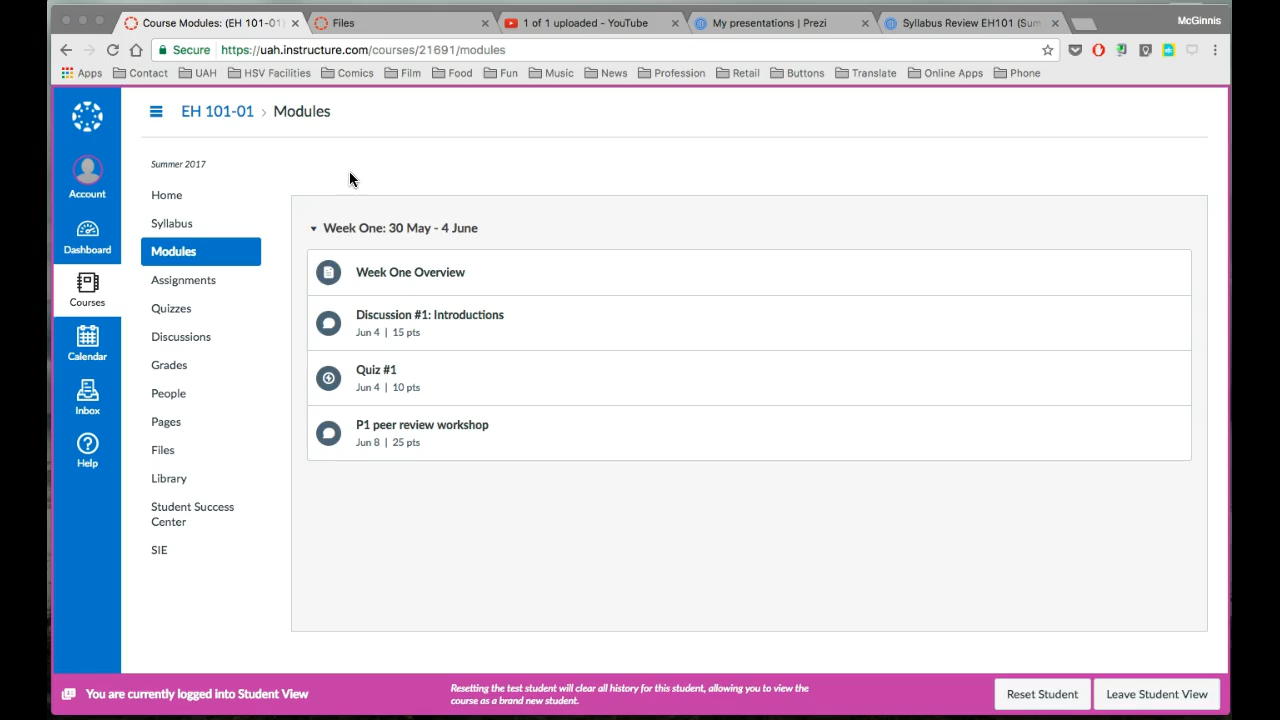 McGinnis
Course Modules: (EH 101-01)
Files
1 of 1 uploaded - YouTube
My presentations | Prezi
Syllabus Review EH101 (Sum
Secure
https://uah.instructure.com/courses/21691/modules
Apps
Contact
UAH
HSV Facilities
Comics
Film
Food
Fun
Music
News
Profession
Retail
Buttons
Translate
Online Apps
Phone
EH 101-01 › Modules
Account
Dashboard
Courses
Calendar
Inbox
Help
Summer 2017
Home
Syllabus
Modules
Assignments
Quizzes
Discussions
Grades
People
Pages
Files
Library
Student Success
Center
SIE
Week One: 30 May - 4 June
Week One Overview
Discussion #1: Introductions
Jun 4 | 15 pts
Quiz #1
Jun 4 | 10 pts
P1 peer review workshop
Jun 8 | 25 pts
You are currently logged into Student View
Resetting the test student will clear all history for this student, allowing you to view the
course as a brand new student.
Reset Student
Leave Student View